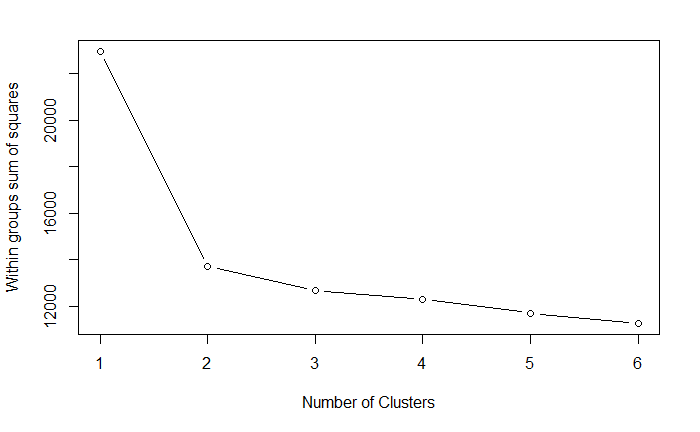 Within groups sum of squares
20000
16000
12000
1 2 3 4 5 6
Number of Clusters